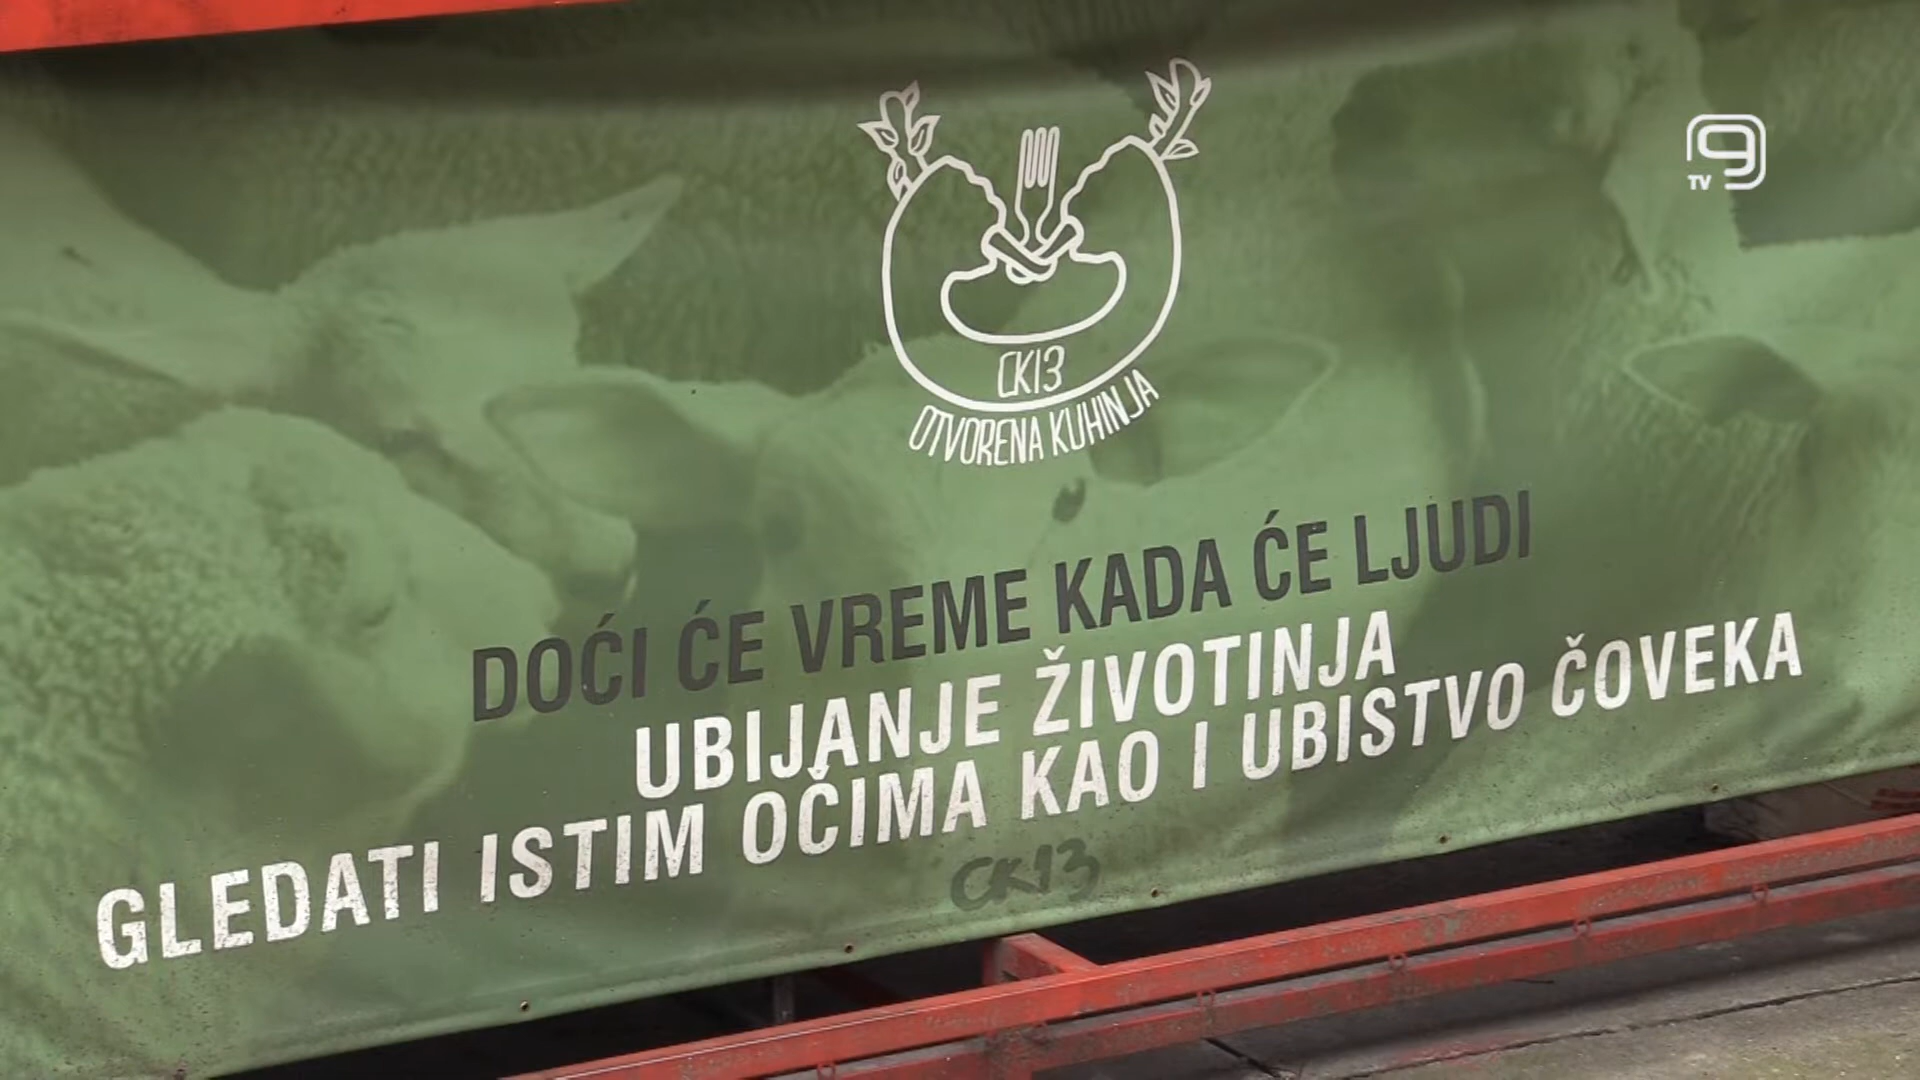 TV 9
CK13
OTVORENA KUHINJA
DOĆI ĆE VREME KADA ĆE LJUDI
UBIJANJE ŽIVOTINJA
GLEDATI ISTIM OČIMA KAO I UBISTVO ČOVEKA
CK13